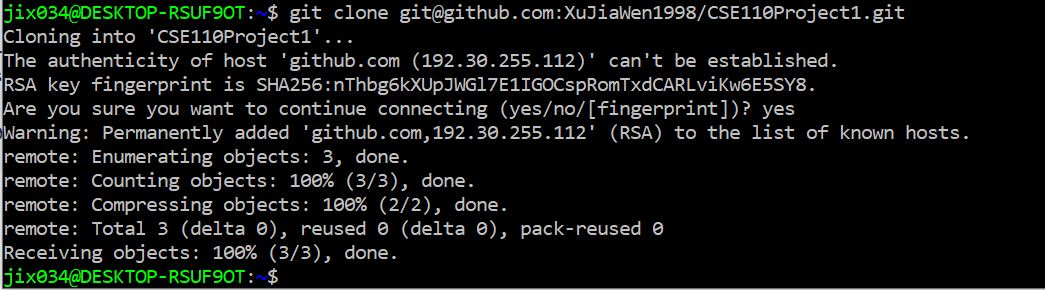 jix034@DESKTOP-RSUF9OT:~$ git clone git@github.com:XuJiaWen1998/CSE110Project1.git
Cloning into 'CSE110Project1'...
The authenticity of host 'github.com (192.30.255.112)' can't be established.
RSA key fingerprint is SHA256:nThbg6kXUpJWGl7E1IGOCspRomTxdCARLviKw6E5SY8.
Are you sure you want to continue connecting (yes/no/[fingerprint])? yes
Warning: Permanently added 'github.com,192.30.255.112' (RSA) to the list of known hosts.
remote: Enumerating objects: 3, done.
remote: Counting objects: 100% (3/3), done.
remote: Compressing objects: 100% (2/2), done.
remote: Total 3 (delta 0), reused 0 (delta 0), pack-reused 0
Receiving objects: 100% (3/3), done.
jix034@DESKTOP-RSUF9OT:~$